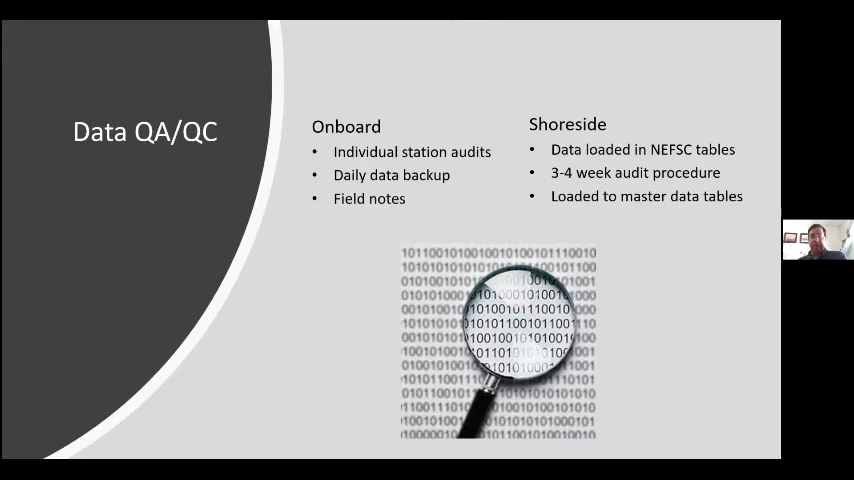 Data QA/QC
Onboard
• Individual station audits
• Daily data backup
• Field notes
Shoreside
• Data loaded in NEFSC tables
• 3-4 week audit procedure
• Loaded to master data tables